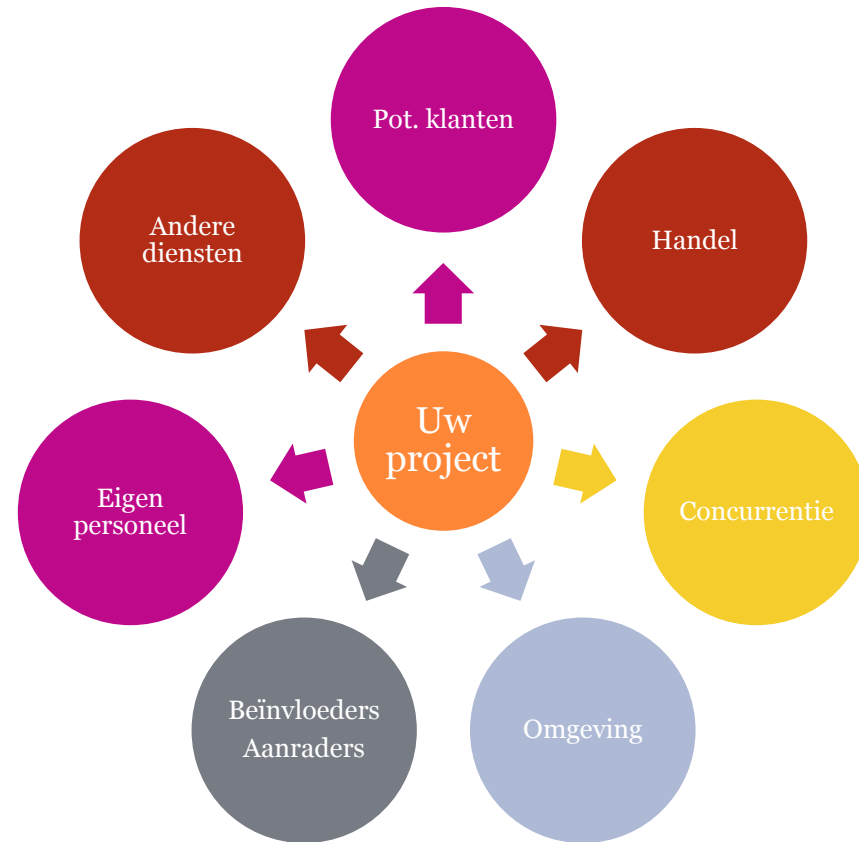 Pot. klanten
Andere
diensten
Handel
Uw
project
Eigen
personeel
Concurrentie
Beïnvloeders
Aanraders
Omgeving